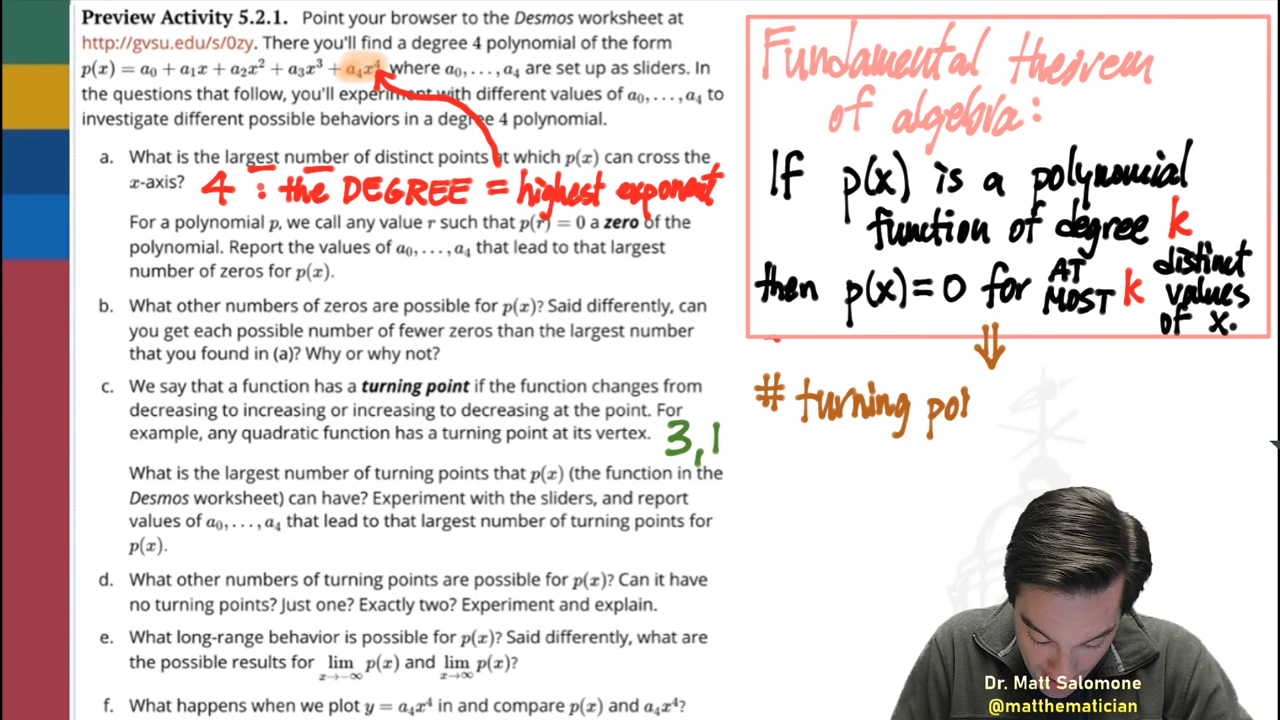 Preview Activity 5.2.1. Point your browser to the Desmos worksheet at
http://gvsu.edu/s/0zy. There you'll find a degree 4 polynomial of the form
p(x) = a₀ + a₁x + a₂x² + a₃x³ + a₄x⁴ where a₀, . . . , a₄ are set up as sliders. In
the questions that follow, you'll experiment with different values of a₀, . . . , a₄ to
investigate different possible behaviors in a degree 4 polynomial.
a. What is the largest number of distinct points at which p(x) can cross the
x-axis? 4 : the DEGREE = highest exponent
For a polynomial p, we call any value r such that p(r) = 0 a zero of the
polynomial. Report the values of a₀, . . . , a₄ that lead to that largest
number of zeros for p(x).
b. What other numbers of zeros are possible for p(x)? Said differently, can
you get each possible number of fewer zeros than the largest number
that you found in (a)? Why or why not?
c. We say that a function has a turning point if the function changes from
decreasing to increasing or increasing to decreasing at the point. For
example, any quadratic function has a turning point at its vertex.
3, 1
What is the largest number of turning points that p(x) (the function in the
Desmos worksheet) can have? Experiment with the sliders, and report
values of a₀, . . . , a₄ that lead to that largest number of turning points for
p(x).
d. What other numbers of turning points are possible for p(x)? Can it have
no turning points? Just one? Exactly two? Experiment and explain.
e. What long-range behavior is possible for p(x)? Said differently, what are
the possible results for lim x→−∞ p(x) and lim x→∞ p(x)?
f. What happens when we plot y = a₄x⁴ in and compare p(x) and a₄x⁴?
Fundamental theorem
of algebra:
If p(x) is a polynomial
function of degree k
then p(x) = 0 for AT MOST k distinct values of x.
⇓
# turning poi
Dr. Matt Salomone
@matthematician